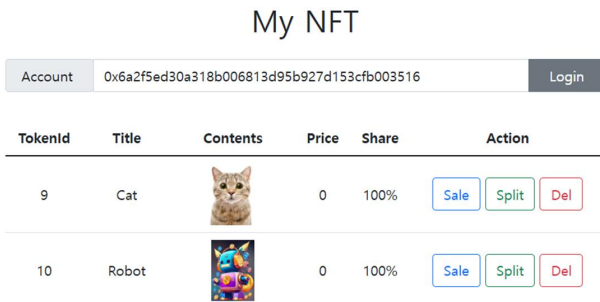 My NFT
Account 0x6a2f5ed30a318b006813d95b927d153cfb003516 Login
TokenId Title Contents Price Share Action
9 Cat 0 100% Sale Split Del
10 Robot 0 100% Sale Split Del